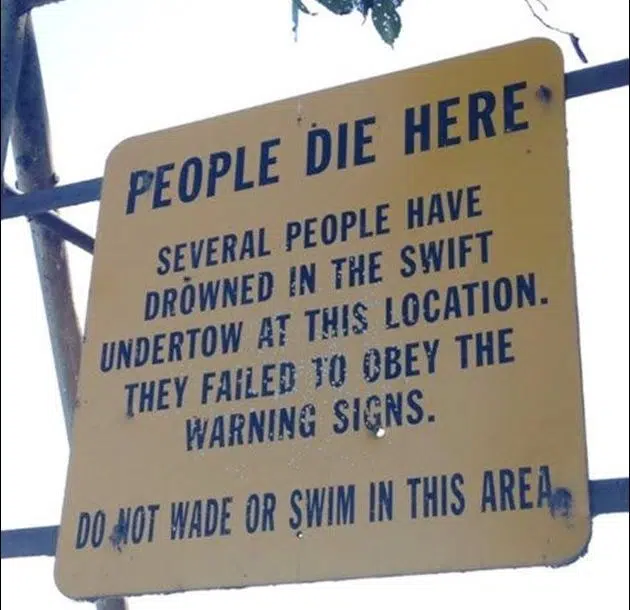 PEOPLE DIE HERE
SEVERAL PEOPLE HAVE
DROWNED IN THE SWIFT
UNDERTOW AT THIS LOCATION.
THEY FAILED TO OBEY THE
WARNING SIGNS.
DO NOT WADE OR SWIM IN THIS AREA